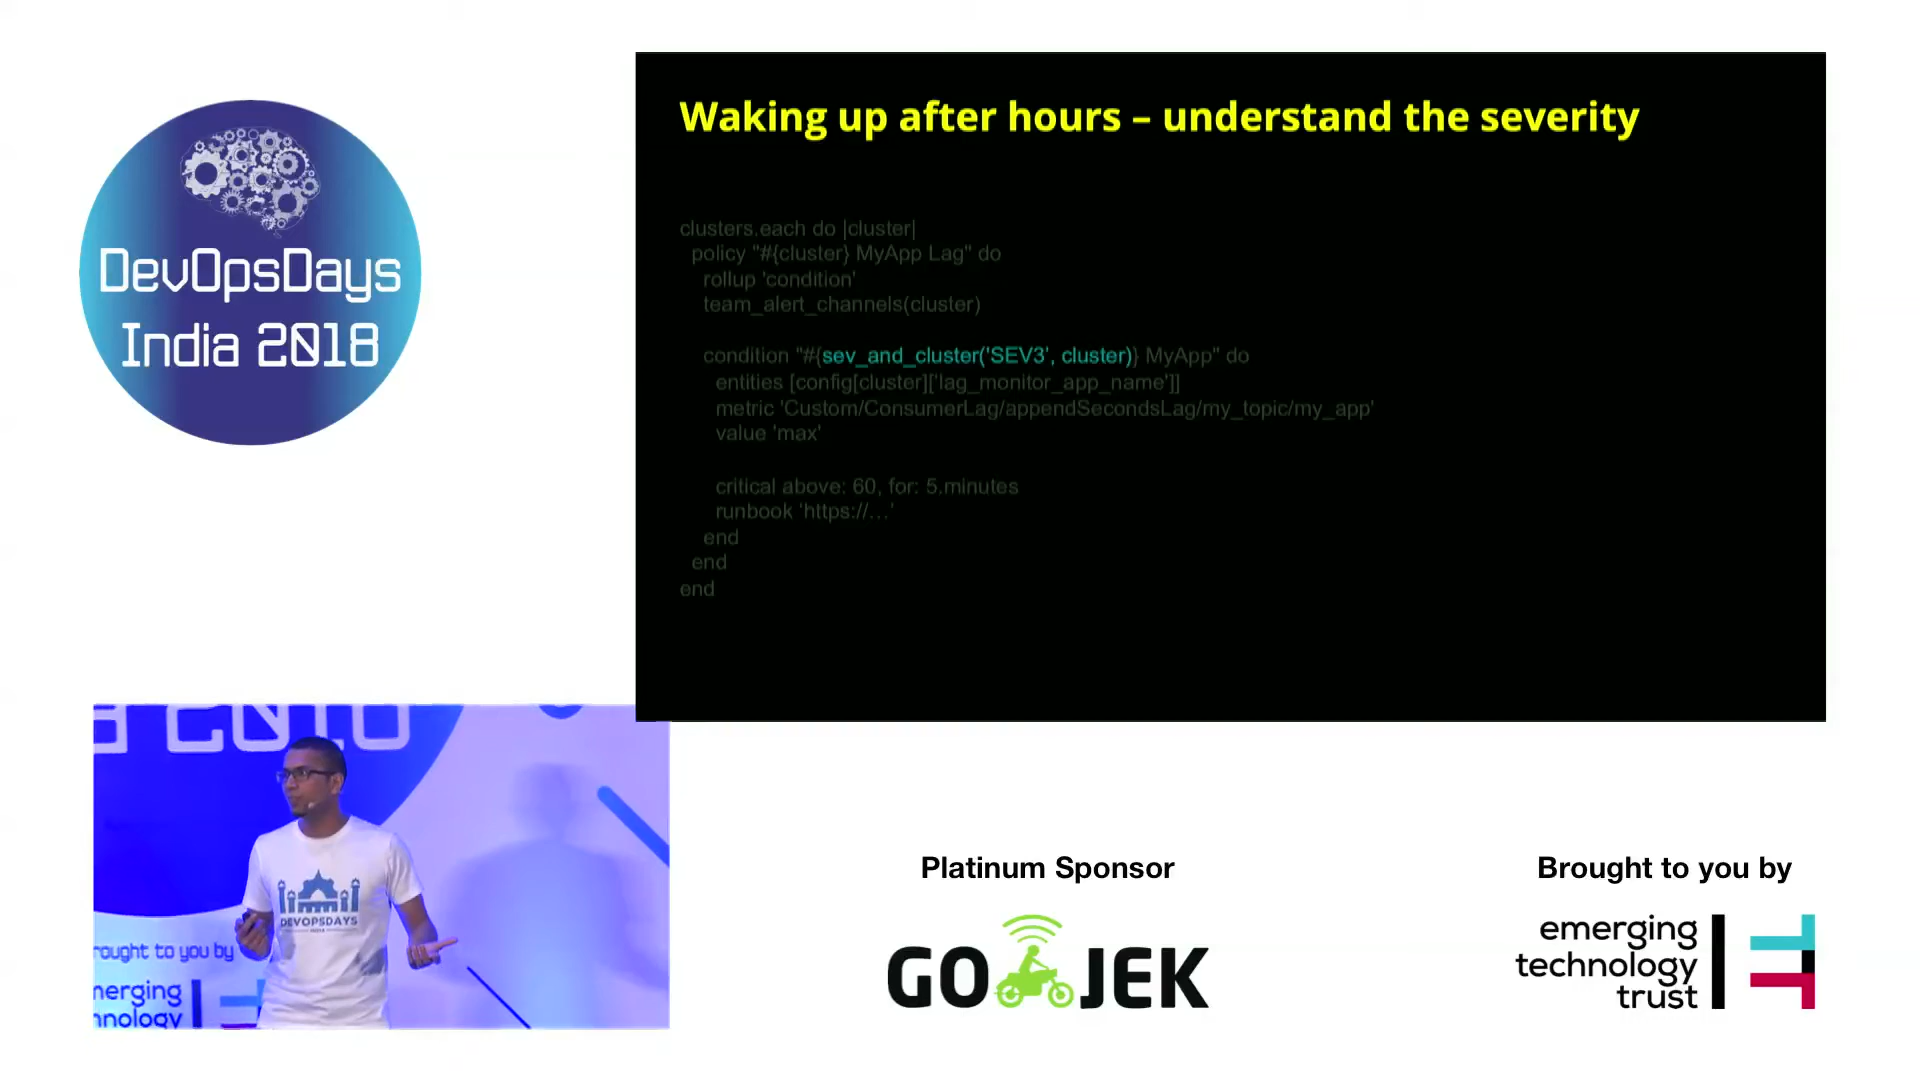 DevOpsDays
India 2018
Waking up after hours – understand the severity
clusters.each do |cluster|
policy "#{cluster} MyApp Lag" do
rollup 'condition'
team_alert_channels(cluster)
condition "#{sev_and_cluster('SEV3', cluster)} MyApp" do
entities [config[cluster]['lag_monitor_app_name']]
metric 'Custom/ConsumerLag/appendSecondsLag/my_topic/my_app'
value 'max'
critical above: 60, for: 5.minutes
runbook 'https://…'
end
end
end
2018
DEVOPSDAYS
INDIA
rought to you by
nerging
nnology
Platinum Sponsor
GO JEK
Brought to you by
emerging
technology
trust